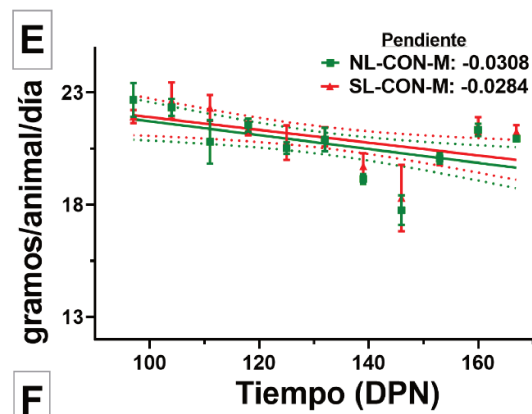 E
Pendiente
NL-CON-M: -0.0308
SL-CON-M: -0.0284
gramos/animal/día
23
18
13
100
120
140
160
Tiempo (DPN)
F